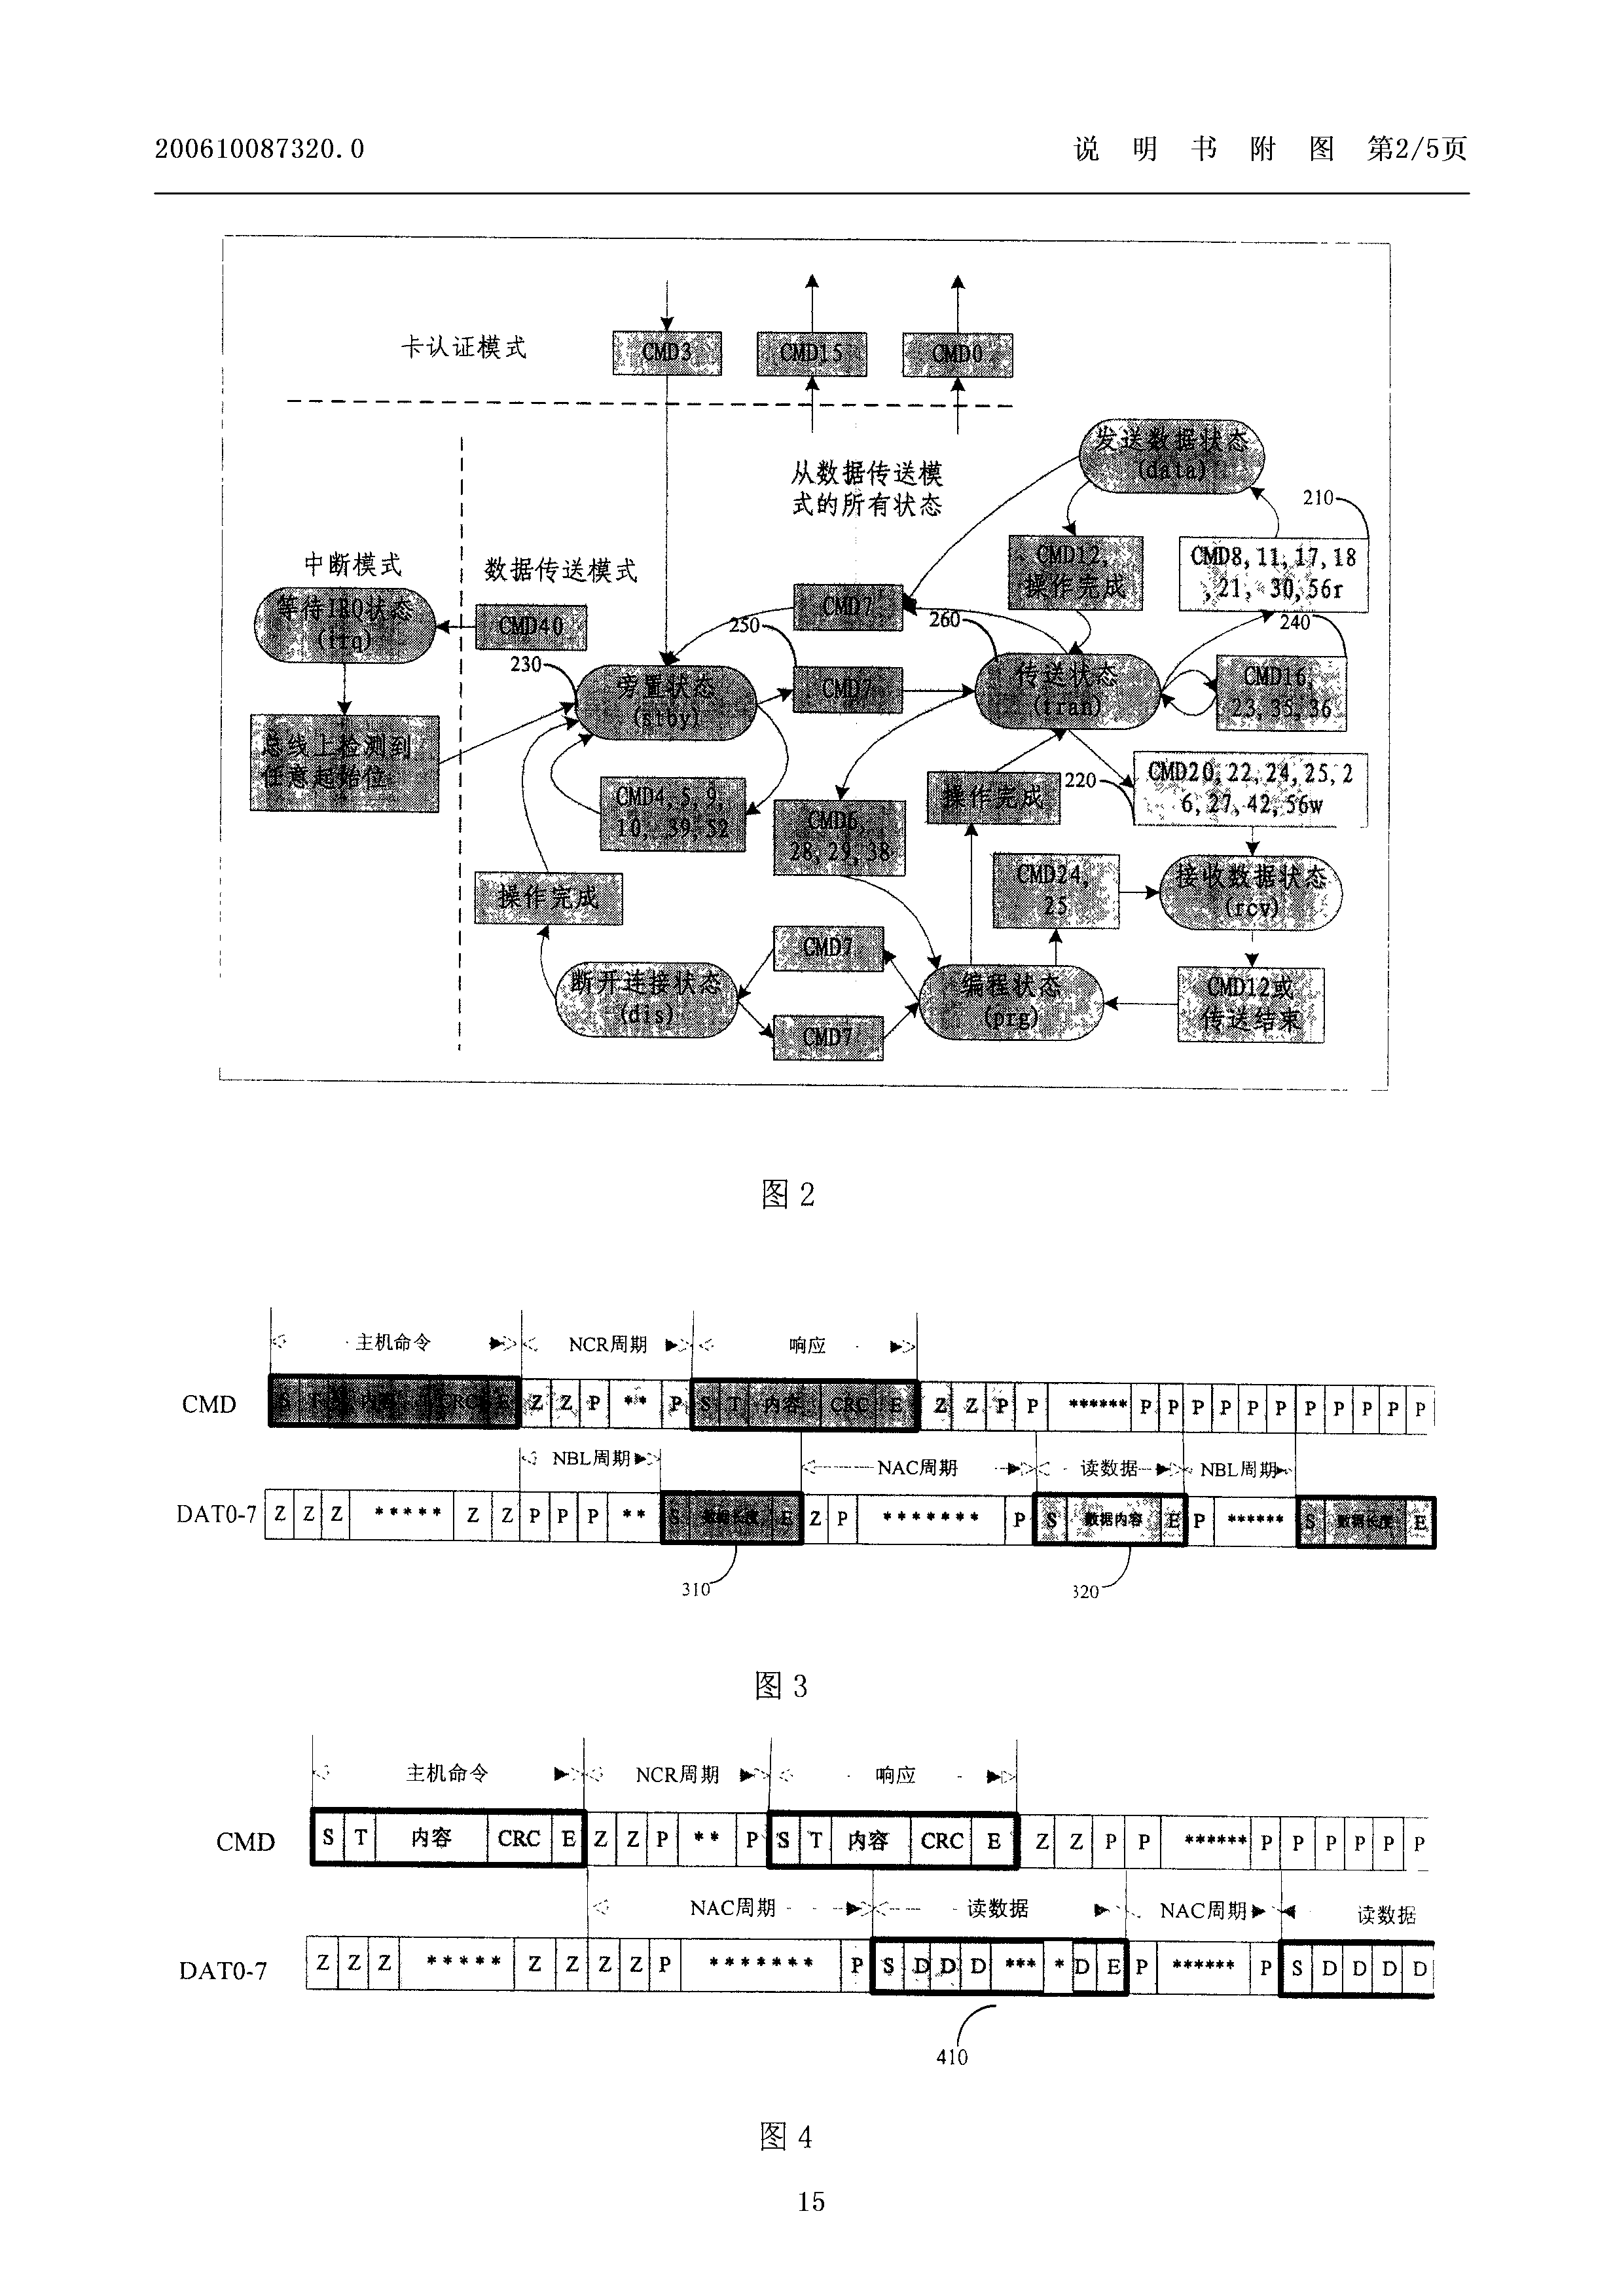 200610087320.0
说 明 书 附 图 第2/5页
卡认证模式
CMD3
CMD15
CMD0
从数据传送模
式的所有状态
发送数据状态
(data)
210
CMD12,
操作完成
CMD8, 11, 17, 18
, 21, 30, 56r
中断模式
数据传送模式
等待IRQ状态
(irq)
CMD40
CMD7
250
260
240
230
旁置状态
(stby)
CMD7
传送状态
(tran)
CMD16,
23, 35, 36
总线上检测到
任意起始位
CMD4, 5, 9,
10, 39, 52
CMD6,
28, 29, 38
操作完成
220
CMD20, 22, 24, 25, 2
6, 27, 42, 56w
操作完成
CMD24,
25
接收数据状态
(rcv)
CMD7
断开连接状态
(dis)
编程状态
(prg)
CMD12或
传送结束
CMD7
图 2
主机命令 NCR周期 响应
CMD S T 内容 CRC E Z Z P ** P S T 内容 CRC E Z Z P P ****** P P P P P P P P P P P
NBL周期 NAC周期 读数据 NBL周期
DAT0-7 Z Z Z ***** Z Z P P P ** S 数据长度 E Z P ******* P S 数据内容 E P ****** S 数据长度 E
310
320
图 3
主机命令 NCR周期 响应
CMD S T 内容 CRC E Z Z P ** P S T 内容 CRC E Z Z P P ****** P P P P P P
NAC周期 读数据 NAC周期 读数据
DAT0-7 Z Z Z ***** Z Z Z Z P ******* P S D D D *** * D E P ****** P S D D D D
410
图 4
15